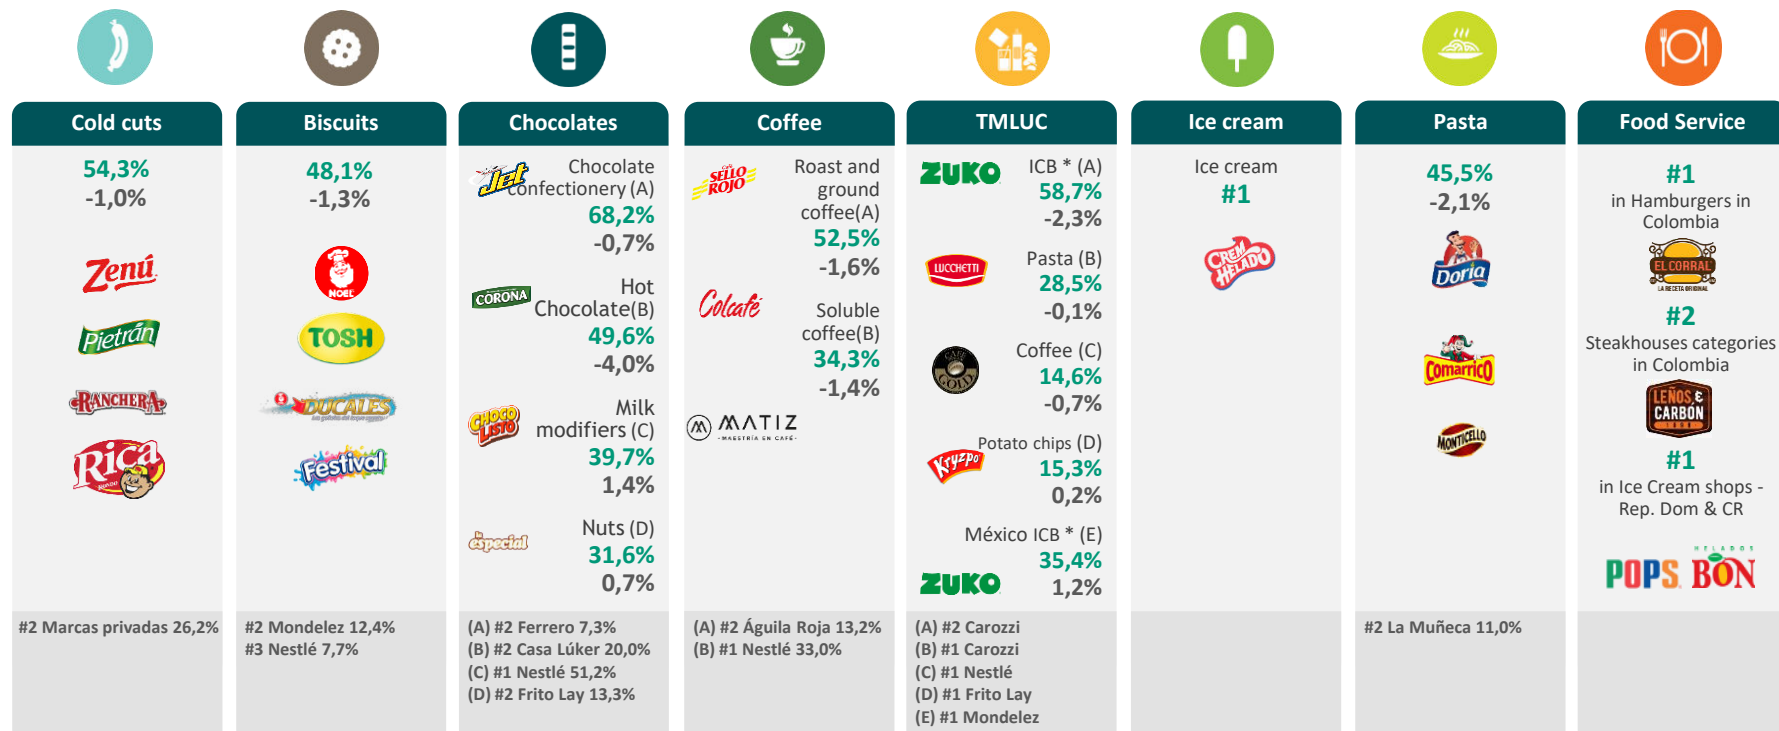 Cold cuts
54,3%
-1,0%
Zenú
Pietrán
RANCHERA
Rica
RONDO
#2 Marcas privadas 26,2%
Biscuits
48,1%
-1,3%
NOEL
TOSH
DUCALES
Festival
#2 Mondelez 12,4%
#3 Nestlé 7,7%
Chocolates
Jet
Chocolate
confectionery (A)
68,2%
-0,7%
CORONA
Hot
Chocolate(B)
49,6%
-4,0%
CHOCO
LISTO
Milk
modifiers (C)
39,7%
1,4%
la
especial
Nuts (D)
31,6%
0,7%
(A) #2 Ferrero 7,3%
(B) #2 Casa Lúker 20,0%
(C) #1 Nestlé 51,2%
(D) #2 Frito Lay 13,3%
Coffee
Café
SELLO
ROJO
Roast and
ground
coffee(A)
52,5%
-1,6%
Colcafé
Soluble
coffee(B)
34,3%
-1,4%
MATIZ
-MAESTRÍA EN CAFÉ-
(A) #2 Águila Roja 13,2%
(B) #1 Nestlé 33,0%
TMLUC
ZUKO
ICB * (A)
58,7%
-2,3%
LUCCHETTI
Pasta (B)
28,5%
-0,1%
CAFE
GOLD
Coffee (C)
14,6%
-0,7%
Kryzpo
Potato chips (D)
15,3%
0,2%
México ICB * (E)
35,4%
ZUKO
1,2%
(A) #2 Carozzi
(B) #1 Carozzi
(C) #1 Nestlé
(D) #1 Frito Lay
(E) #1 Mondelez
Ice cream
Ice cream
#1
CREM
HELADO
Pasta
45,5%
-2,1%
Doria
Comarrico
MONTICELLO
#2 La Muñeca 11,0%
Food Service
#1
in Hamburgers in
Colombia
EL CORRAL
LA RECETA ORIGINAL
#2
Steakhouses categories
in Colombia
LEÑOS &
CARBÓN
#1
in Ice Cream shops -
Rep. Dom & CR
POPS
HELADOS
BON